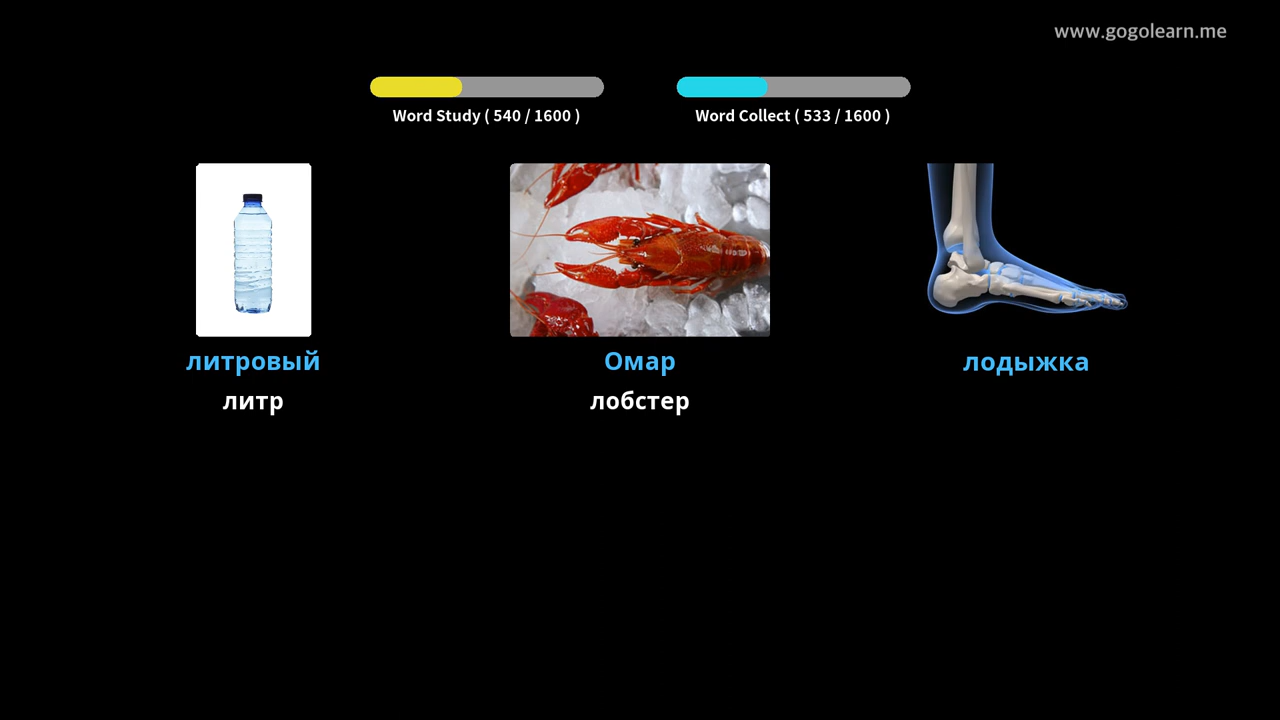 www.gogolearn.me
Word Study ( 540 / 1600 )
Word Collect ( 533 / 1600 )
литровый
литр
Омар
лобстер
лодыжка